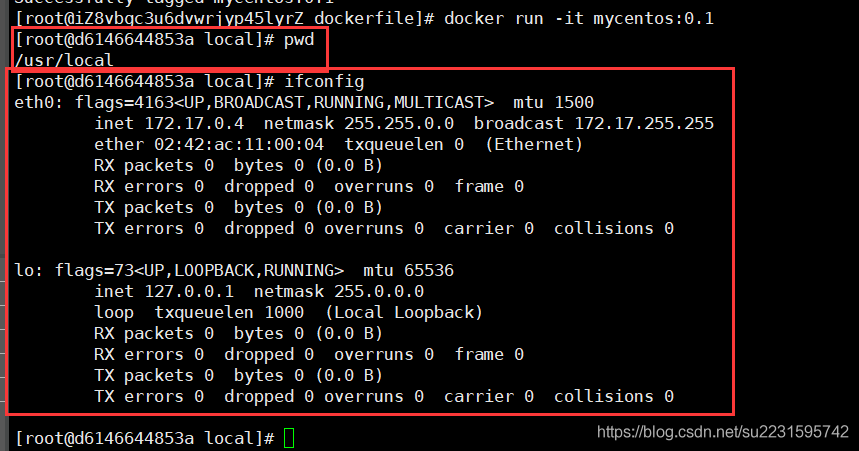 Successfully tagged mycentos:0.1
[root@iZ8vbqc3u6dvwrjyp45lyrZ dockerfile]# docker run -it mycentos:0.1
[root@d6146644853a local]# pwd
/usr/local
[root@d6146644853a local]# ifconfig
eth0: flags=4163<UP,BROADCAST,RUNNING,MULTICAST>  mtu 1500
        inet 172.17.0.4  netmask 255.255.0.0  broadcast 172.17.255.255
        ether 02:42:ac:11:00:04  txqueuelen 0  (Ethernet)
        RX packets 0  bytes 0 (0.0 B)
        RX errors 0  dropped 0  overruns 0  frame 0
        TX packets 0  bytes 0 (0.0 B)
        TX errors 0  dropped 0 overruns 0  carrier 0  collisions 0
lo: flags=73<UP,LOOPBACK,RUNNING>  mtu 65536
        inet 127.0.0.1  netmask 255.0.0.0
        loop  txqueuelen 1000  (Local Loopback)
        RX packets 0  bytes 0 (0.0 B)
        RX errors 0  dropped 0  overruns 0  frame 0
        TX packets 0  bytes 0 (0.0 B)
        TX errors 0  dropped 0 overruns 0  carrier 0  collisions 0
[root@d6146644853a local]#
https://blog.csdn.net/su2231595742